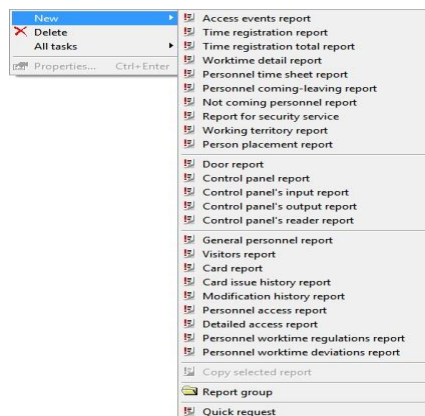 New
Delete
All tasks
Properties... Ctrl+Enter
Access events report
Time registration report
Time registration total report
Worktime detail report
Personnel time sheet report
Personnel coming-leaving report
Not coming personnel report
Report for security service
Working territory report
Person placement report
Door report
Control panel report
Control panel's input report
Control panel's output report
Control panel's reader report
General personnel report
Visitors report
Card report
Card issue history report
Modification history report
Personnel access report
Detailed access report
Personnel worktime regulations report
Personnel worktime deviations report
Copy selected report
Report group
Quick request